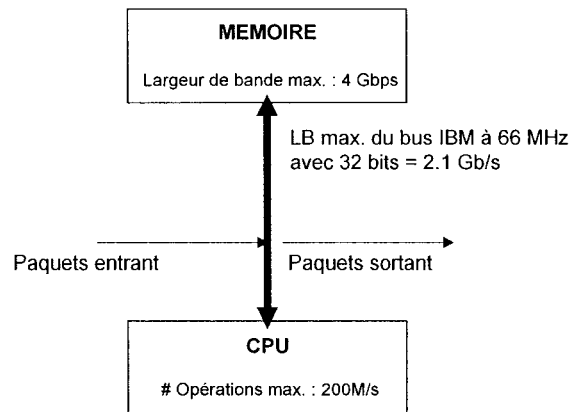 MEMOIRE
Largeur de bande max. : 4 Gbps
LB max. du bus IBM à 66 MHz
avec 32 bits = 2.1 Gb/s
Paquets entrant
Paquets sortant
CPU
# Opérations max. : 200M/s